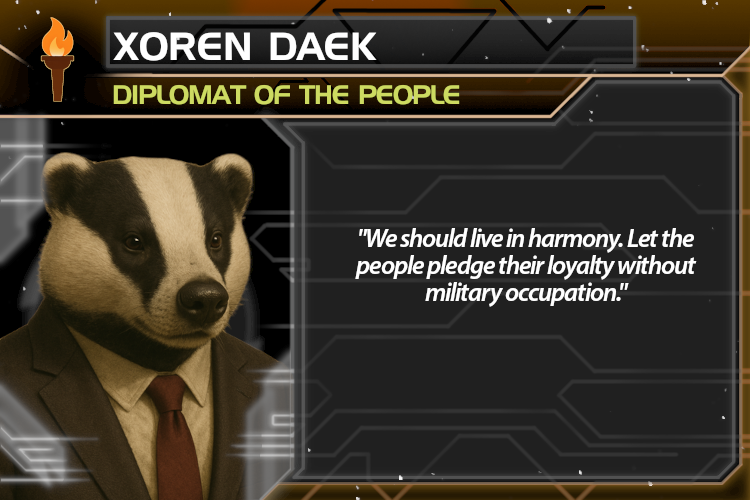 XOREN DAEK
DIPLOMAT OF THE PEOPLE
"We should live in harmony. Let the
people pledge their loyalty without
military occupation."